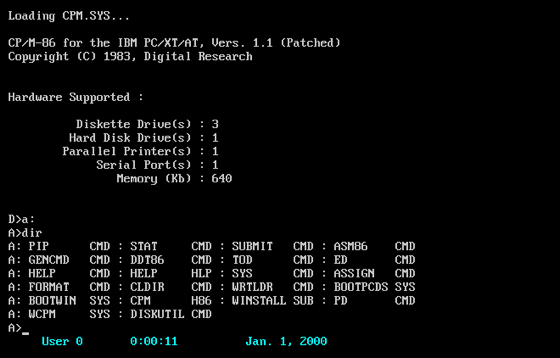 Loading CPM.SYS...
CP/M-86 for the IBM PC/XT/AT, Vers. 1.1 (Patched)
Copyright (C) 1983, Digital Research
Hardware Supported :
Diskette Drive(s) : 3
Hard Disk Drive(s) : 1
Parallel Printer(s) : 1
Serial Port(s) : 1
Memory (Kb) : 640
D>a:
A>dir
A: PIP      CMD : STAT     CMD : SUBMIT   CMD : ASM86    CMD
A: GENCMD   CMD : DDT86    CMD : TOD      CMD : ED       CMD
A: HELP     CMD : HELP     HLP : SYS      CMD : ASSIGN   CMD
A: FORMAT   CMD : CLDIR    CMD : WRTLDR   CMD : BOOTPCDS SYS
A: BOOTWIN  SYS : CPM      H86 : WINSTALL SUB : PD       CMD
A: WCPM     SYS : DISKUTIL CMD
A>_
User 0       0:00:11          Jan. 1, 2000